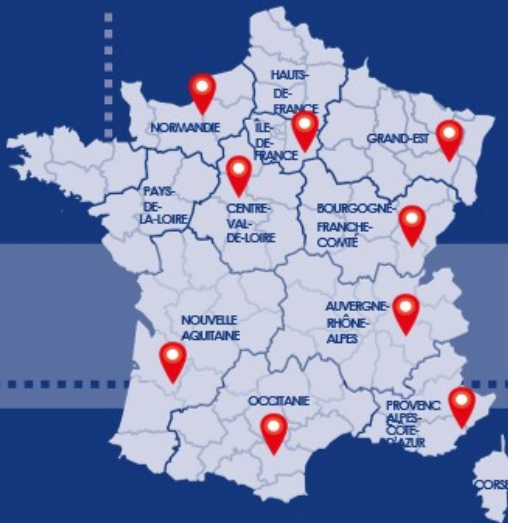 HAUTS-
DE-
FRANCE
NORMANDIE
ÎLE-
DE-
FRANCE
GRAND-EST
PAYS-
DE-
LA-LOIRE
CENTRE-
VAL-
DE-LOIRE
BOURGOGNE-
FRANCHE-
COMTÉ
NOUVELLE
AQUITAINE
AUVERGNE-
RHÔNE-
ALPES
OCCITANIE
PROVENC
ALPES-
CÔTE-
D'AZUR
CORSE